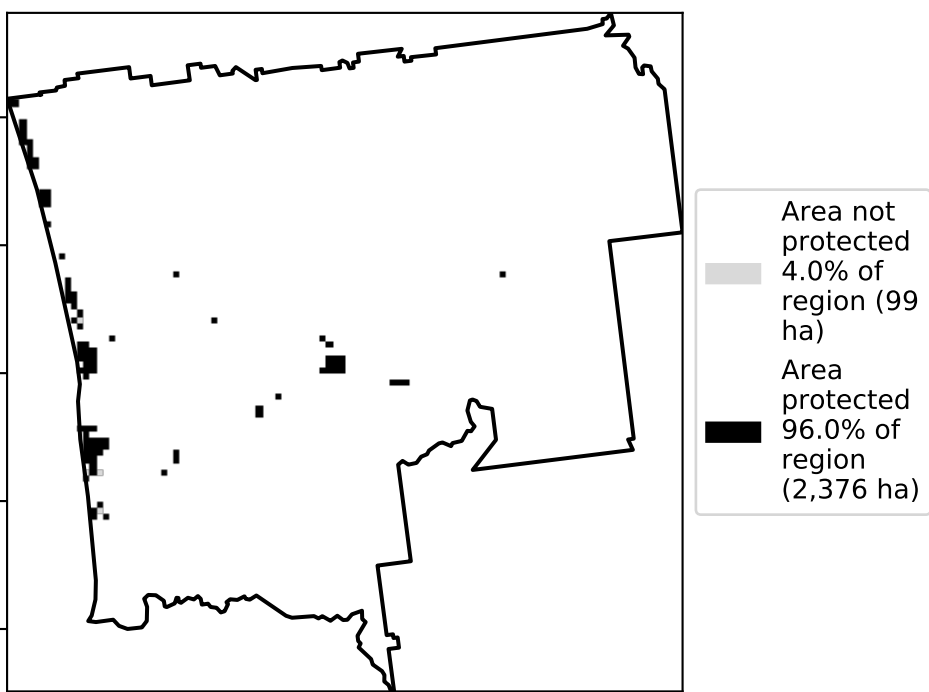 Area not
protected
4.0% of
region (99
ha)
Area
protected
96.0% of
region
(2,376 ha)